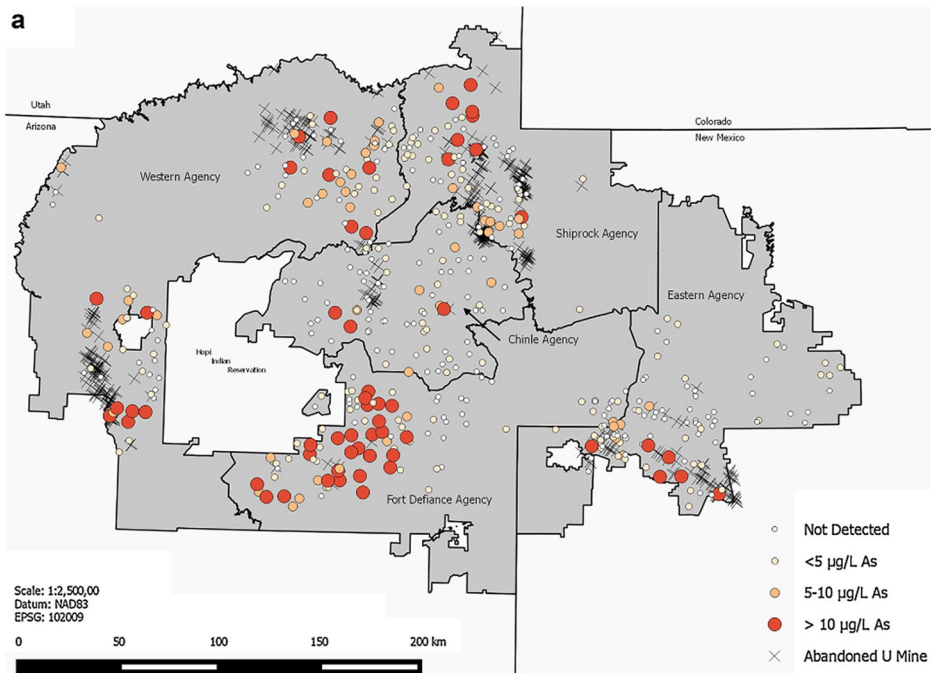 a
Utah
Arizona
Colorado
New Mexico
Western Agency
Shiprock Agency
Eastern Agency
Chinle Agency
Hopi
Indian
Reservation
Fort Defiance Agency
Not Detected
<5 µg/L As
5-10 µg/L As
> 10 µg/L As
Abandoned U Mine
Scale: 1:2,500,00
Datum: NAD83
EPSG: 102009
0 50 100 150 200 km